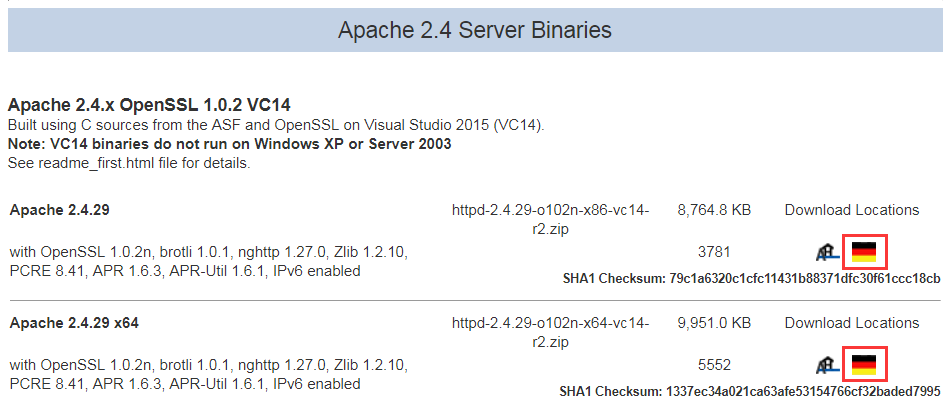 Apache 2.4 Server Binaries
Apache 2.4.x OpenSSL 1.0.2 VC14
Built using C sources from the ASF and OpenSSL on Visual Studio 2015 (VC14).
Note: VC14 binaries do not run on Windows XP or Server 2003
See readme_first.html file for details.
Apache 2.4.29 httpd-2.4.29-o102n-x86-vc14- 8,764.8 KB Download Locations
r2.zip
with OpenSSL 1.0.2n, brotli 1.0.1, nghttp 1.27.0, Zlib 1.2.10, 3781
PCRE 8.41, APR 1.6.3, APR-Util 1.6.1, IPv6 enabled
SHA1 Checksum: 79c1a6320c1cfc11431b88371dfc30f61ccc18cb
Apache 2.4.29 x64 httpd-2.4.29-o102n-x64-vc14- 9,951.0 KB Download Locations
r2.zip
with OpenSSL 1.0.2n, brotli 1.0.1, nghttp 1.27.0, Zlib 1.2.10, 5552
PCRE 8.41, APR 1.6.3, APR-Util 1.6.1, IPv6 enabled
SHA1 Checksum: 1337ec34a021ca63afe53154766cf32baded7995